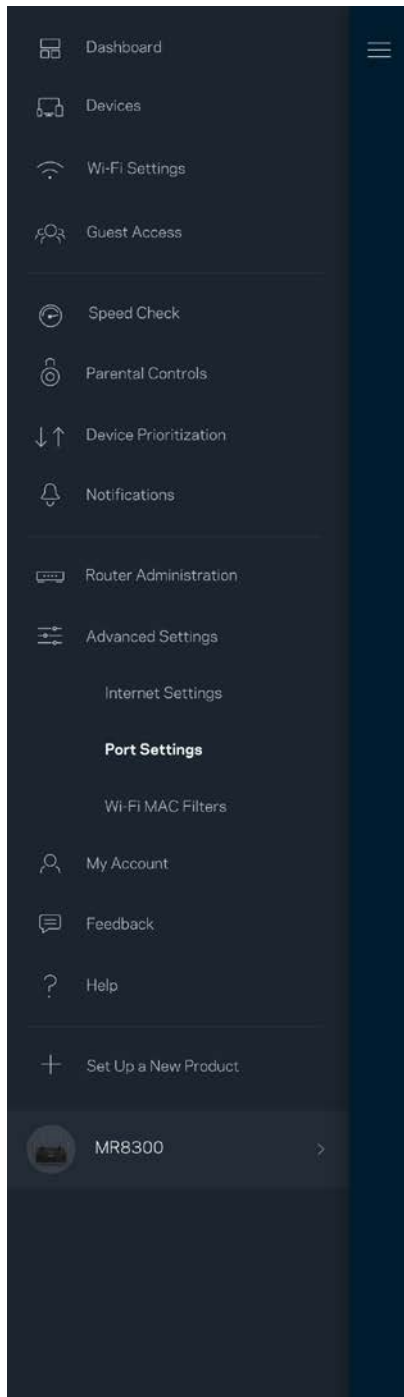 Dashboard
Devices
Wi-Fi Settings
Guest Access
Speed Check
Parental Controls
Device Prioritization
Notifications
Router Administration
Advanced Settings
Internet Settings
Port Settings
Wi-Fi MAC Filters
My Account
Feedback
Help
Set Up a New Product
MR8300